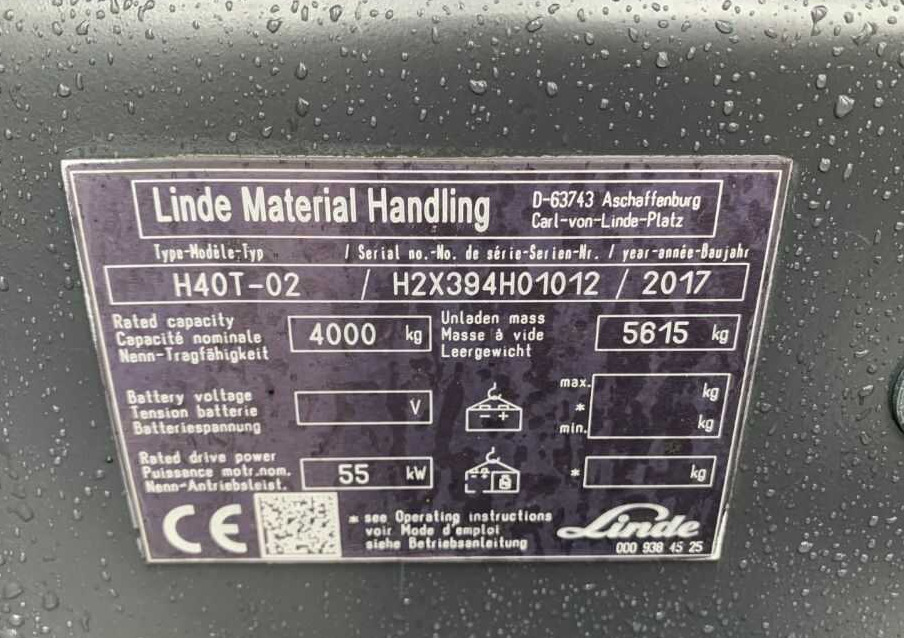 Linde Material Handling
D-63743 Aschaffenburg
Carl-von-Linde-Platz
Type-Modèle-Typ / Serial no.-No. de série-Serien-Nr. / year-année-Baujahr
H40T-02 / H2X394H01012 / 2017
Rated capacity
Capacité nominale
Nenn-Tragfähigkeit
4000 kg
Unladen mass
Masse à vide
Leergewicht
5615 kg
Battery voltage
Tension batterie
Batteriespannung
V
max. kg
*
min. kg
Rated drive power
Puissance motr.nom.
Nenn-Antriebsleist.
55 kW
* kg
CE
* see Operating instructions
voir Mode d'emploi
siehe Betriebsanleitung
Linde
000 938 45 25